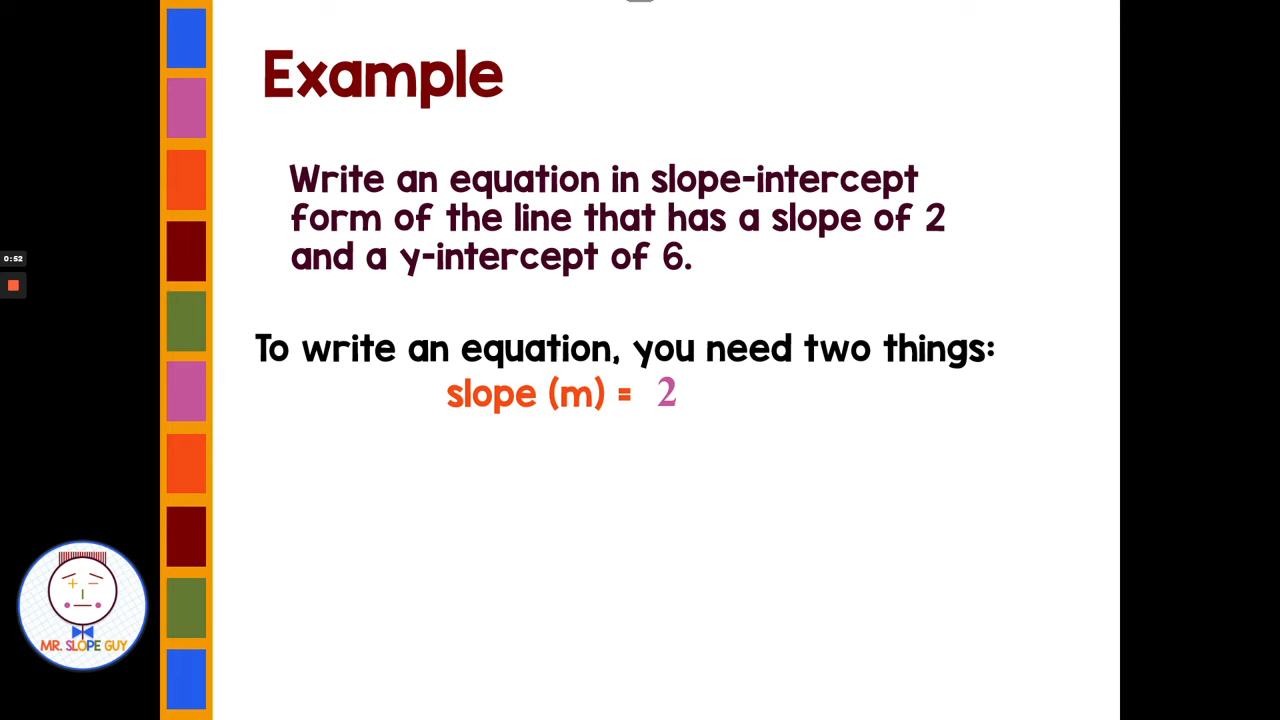 Example
Write an equation in slope-intercept
form of the line that has a slope of 2
and a y-intercept of 6.
0:52
To write an equation, you need two things:
slope (m) = 2
MR. SLOPE GUY